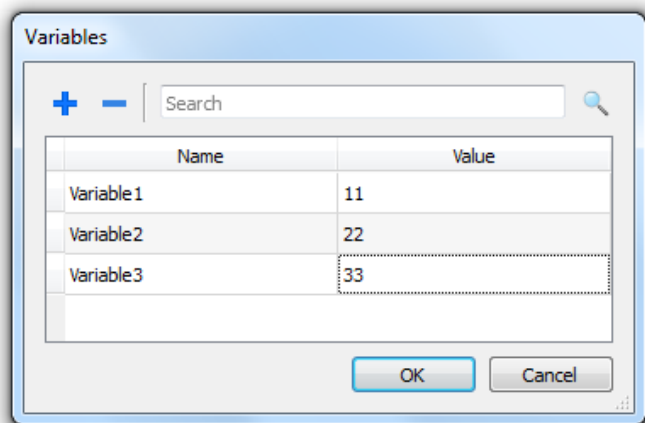 Variables
Search
Name Value
Variable1 11
Variable2 22
Variable3 33
OK Cancel